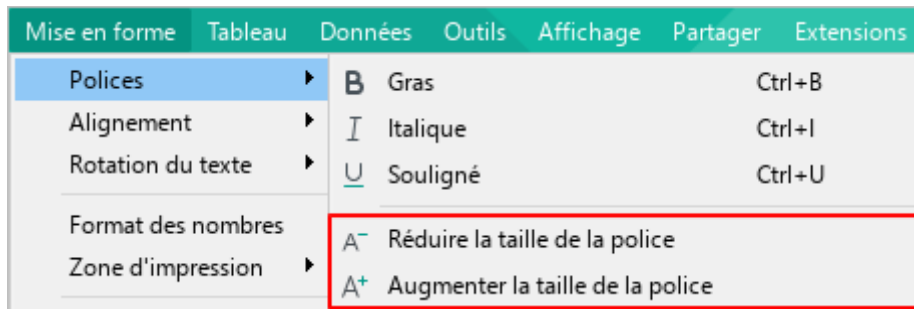 Mise en forme Tableau Données Outils Affichage Partager Extensions
Polices B Gras Ctrl+B
Alignement I Italique Ctrl+I
Rotation du texte U Souligné Ctrl+U
Format des nombres A- Réduire la taille de la police
Zone d'impression A+ Augmenter la taille de la police